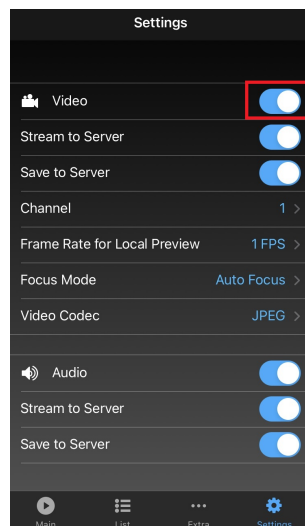 Settings
Video
Stream to Server
Save to Server
Channel 1 >
Frame Rate for Local Preview 1 FPS >
Focus Mode Auto Focus >
Video Codec JPEG >
Audio
Stream to Server
Save to Server
Main List Extra Settings